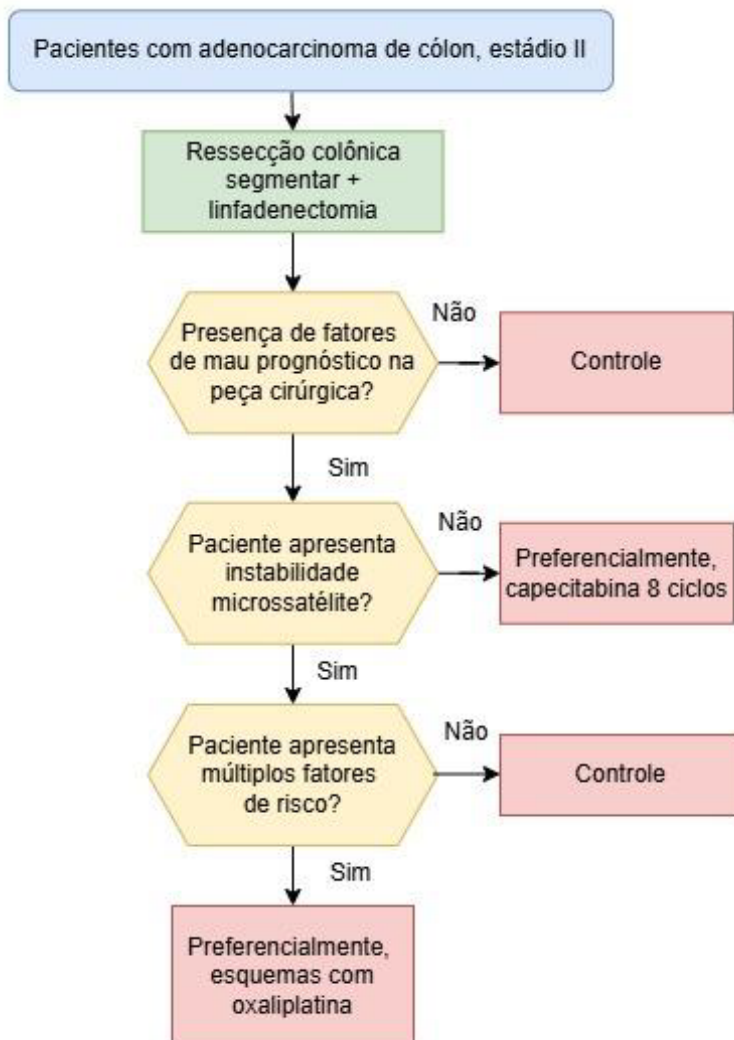 Pacientes com adenocarcinoma de cólon, estádio II
Ressecção colônica
segmentar +
linfadenectomia
Presença de fatores
de mau prognóstico na
peça cirúrgica?
Não
Controle
Sim
Paciente apresenta
instabilidade
microssatélite?
Não
Preferencialmente,
capecitabina 8 ciclos
Sim
Paciente apresenta
múltiplos fatores
de risco?
Não
Controle
Sim
Preferencialmente,
esquemas com
oxaliplatina